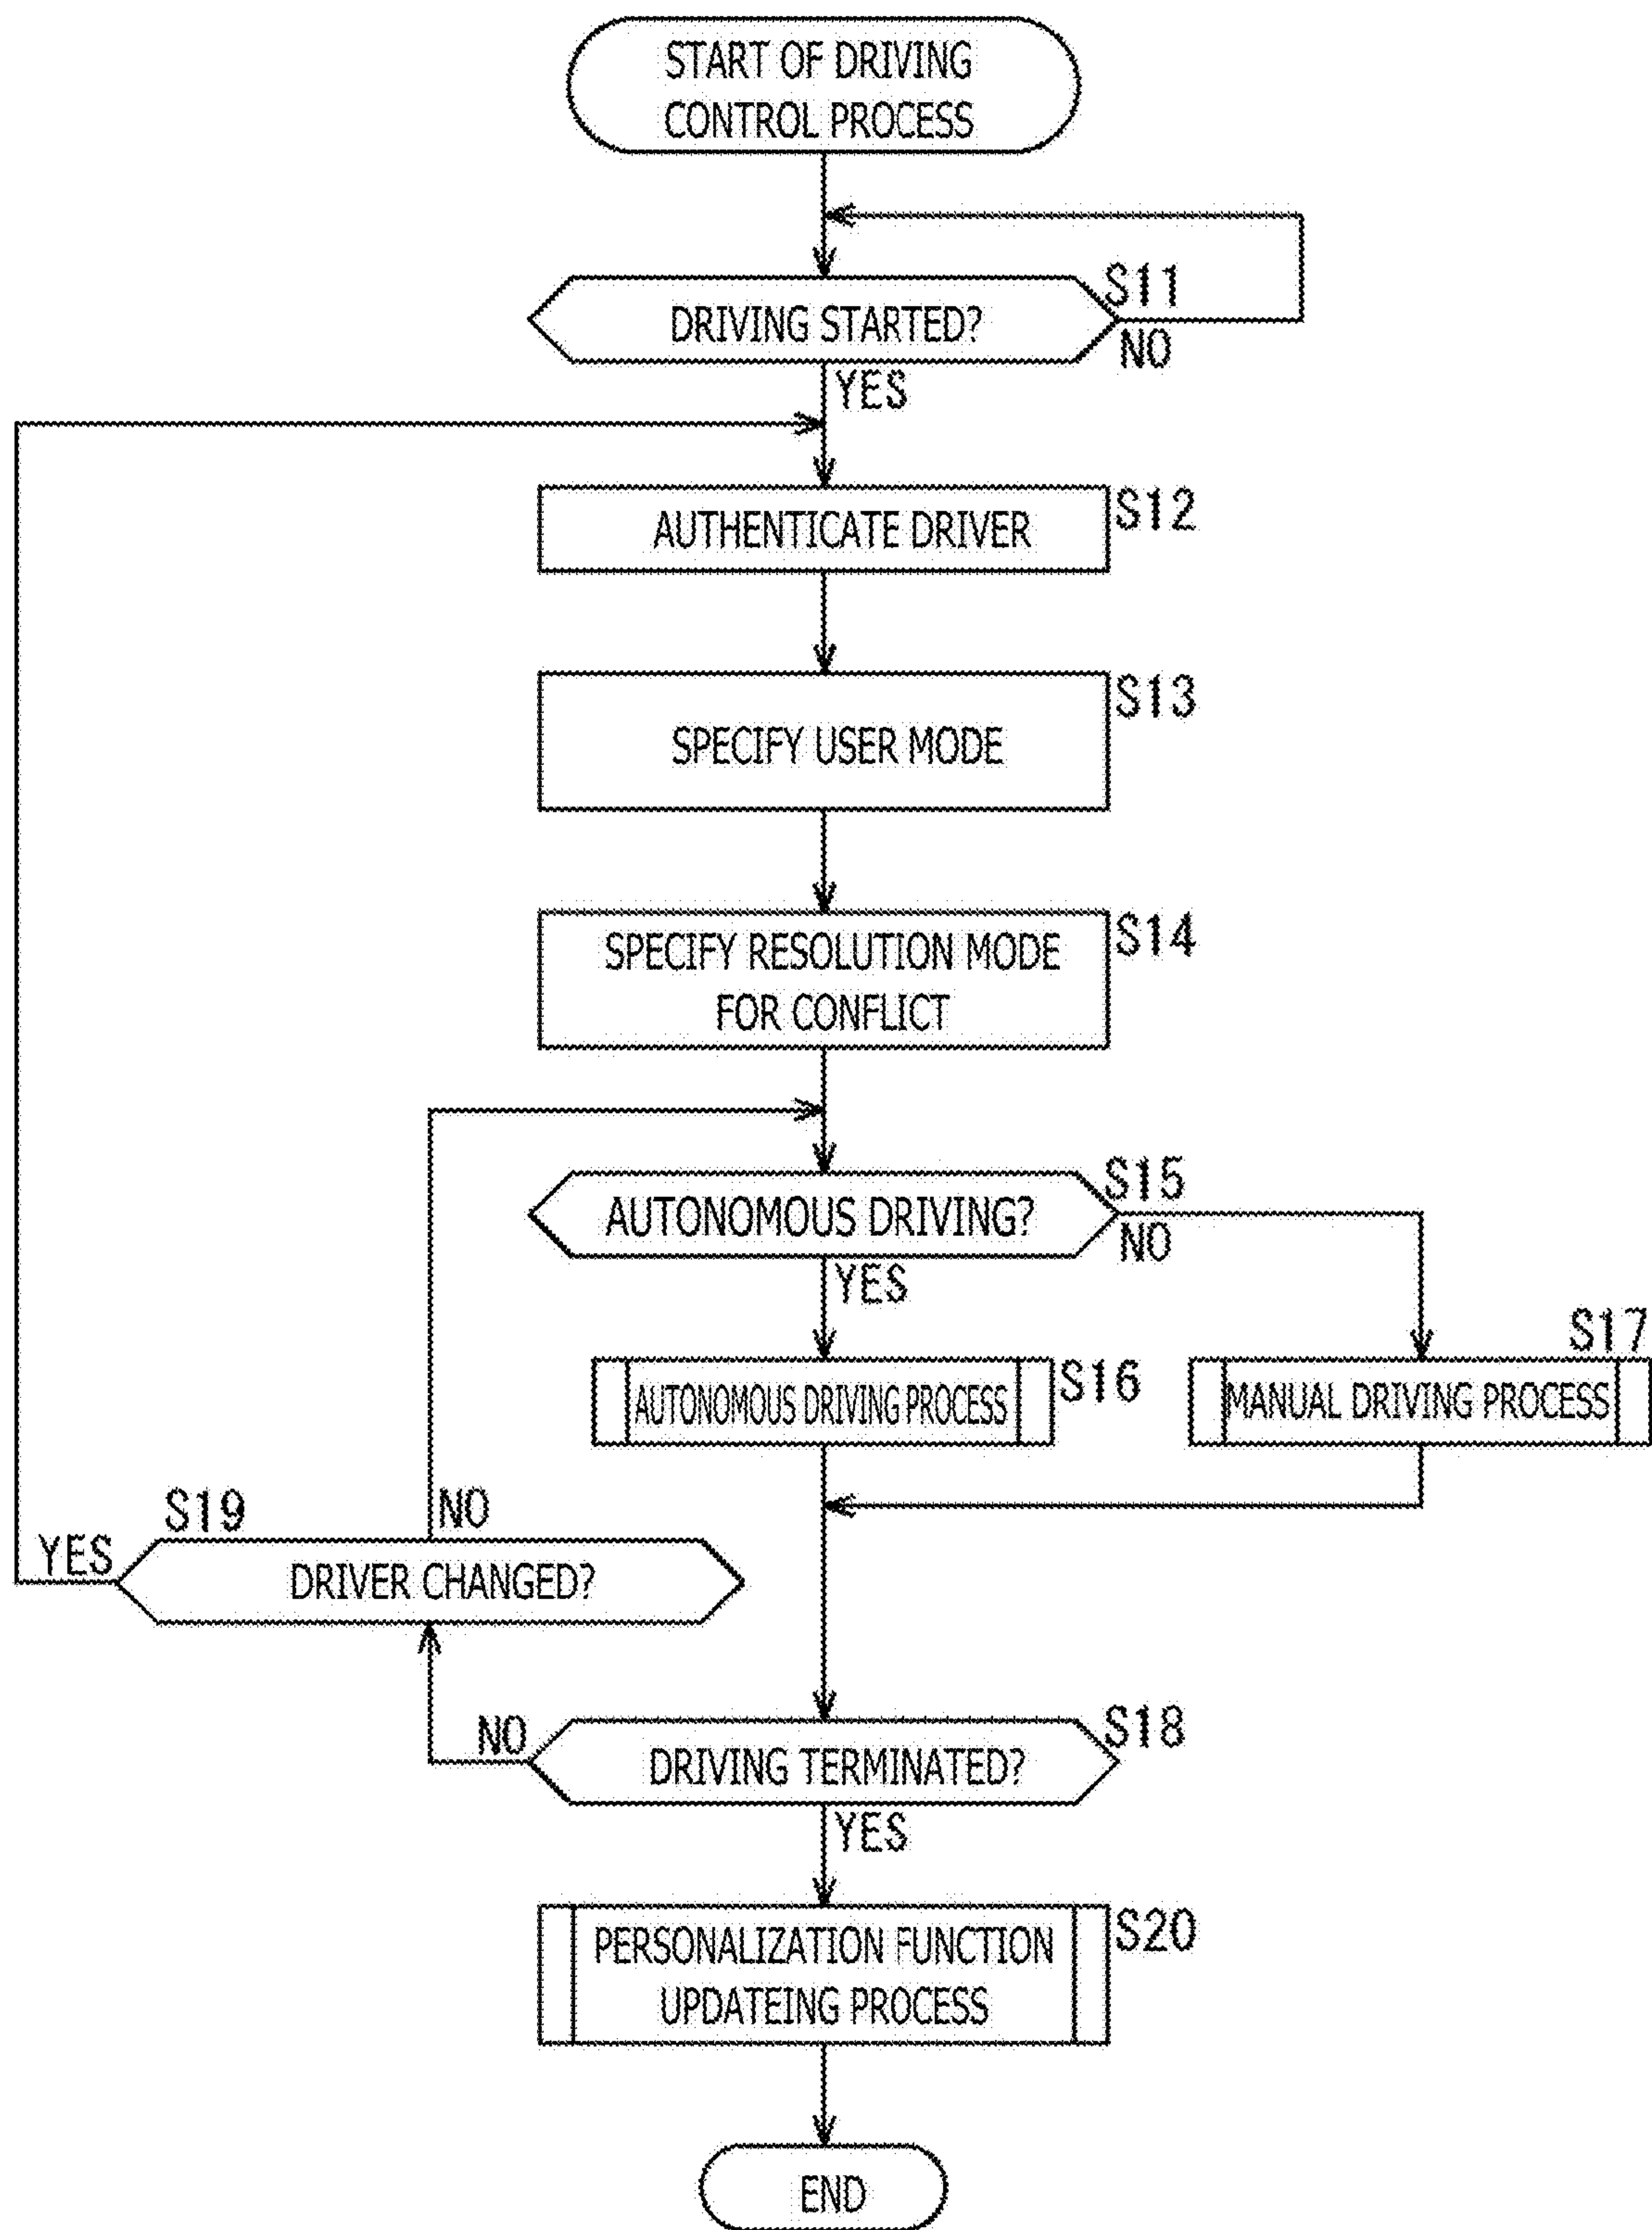 START OF DRIVING
CONTROL PROCESS
S11
DRIVING STARTED?
NO
YES
S12
AUTHENTICATE DRIVER
S13
SPECIFY USER MODE
S14
SPECIFY RESOLUTION MODE
FOR CONFLICT
S15
AUTONOMOUS DRIVING?
NO
YES
S17
AUTONOMOUS DRIVING PROCESS
S16
MANUAL DRIVING PROCESS
S19
NO
YES
DRIVER CHANGED?
S18
NO
DRIVING TERMINATED?
YES
S20
PERSONALIZATION FUNCTION
UPDATEING PROCESS
END